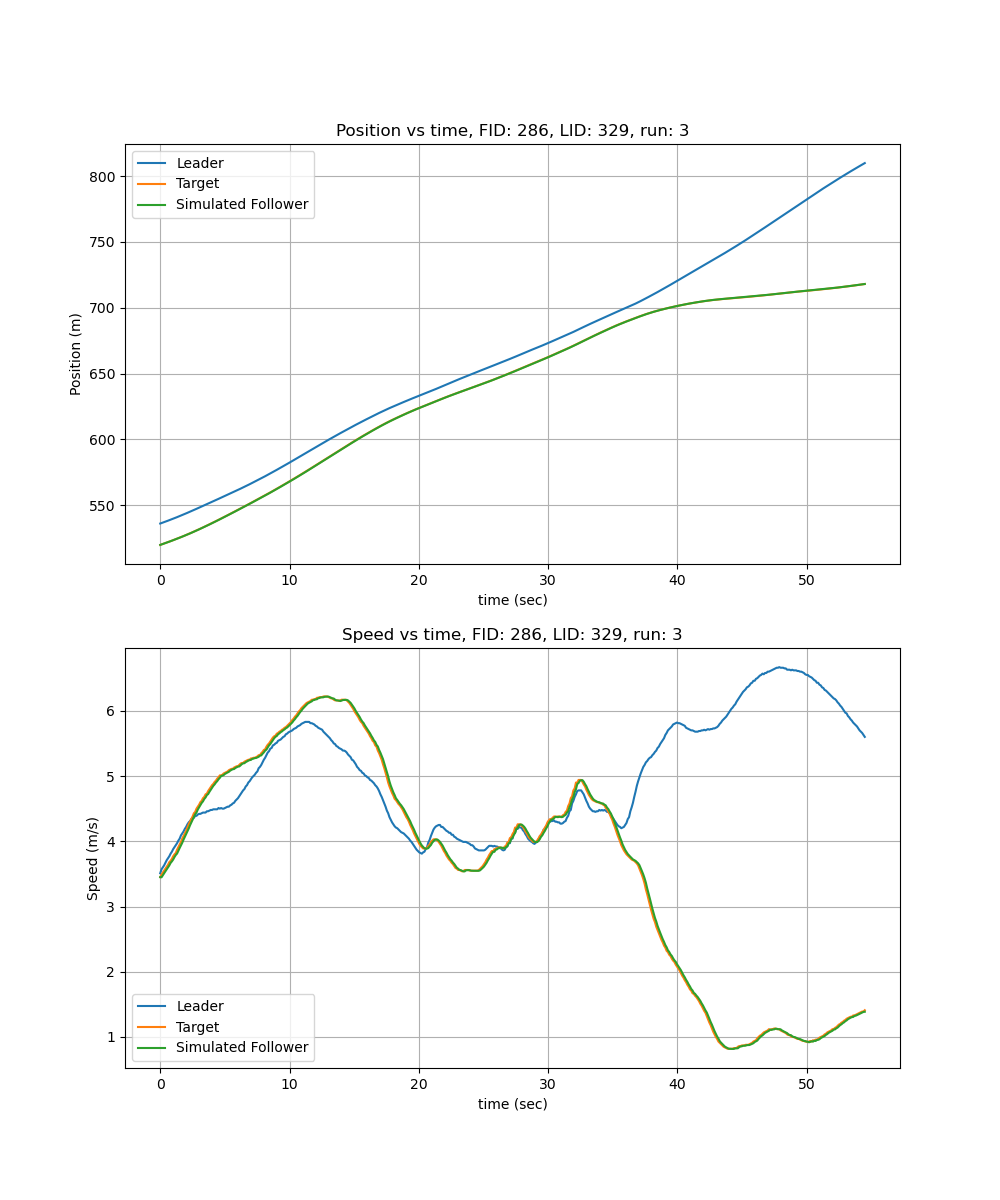 Position vs time, FID: 286, LID: 329, run: 3
Leader
Target
Simulated Follower
800
750
700
650
600
550
Position (m)
0 10 20 30 40 50
time (sec)
Speed vs time, FID: 286, LID: 329, run: 3
6
5
4
3
2
1
Speed (m/s)
Leader
Target
Simulated Follower
0 10 20 30 40 50
time (sec)